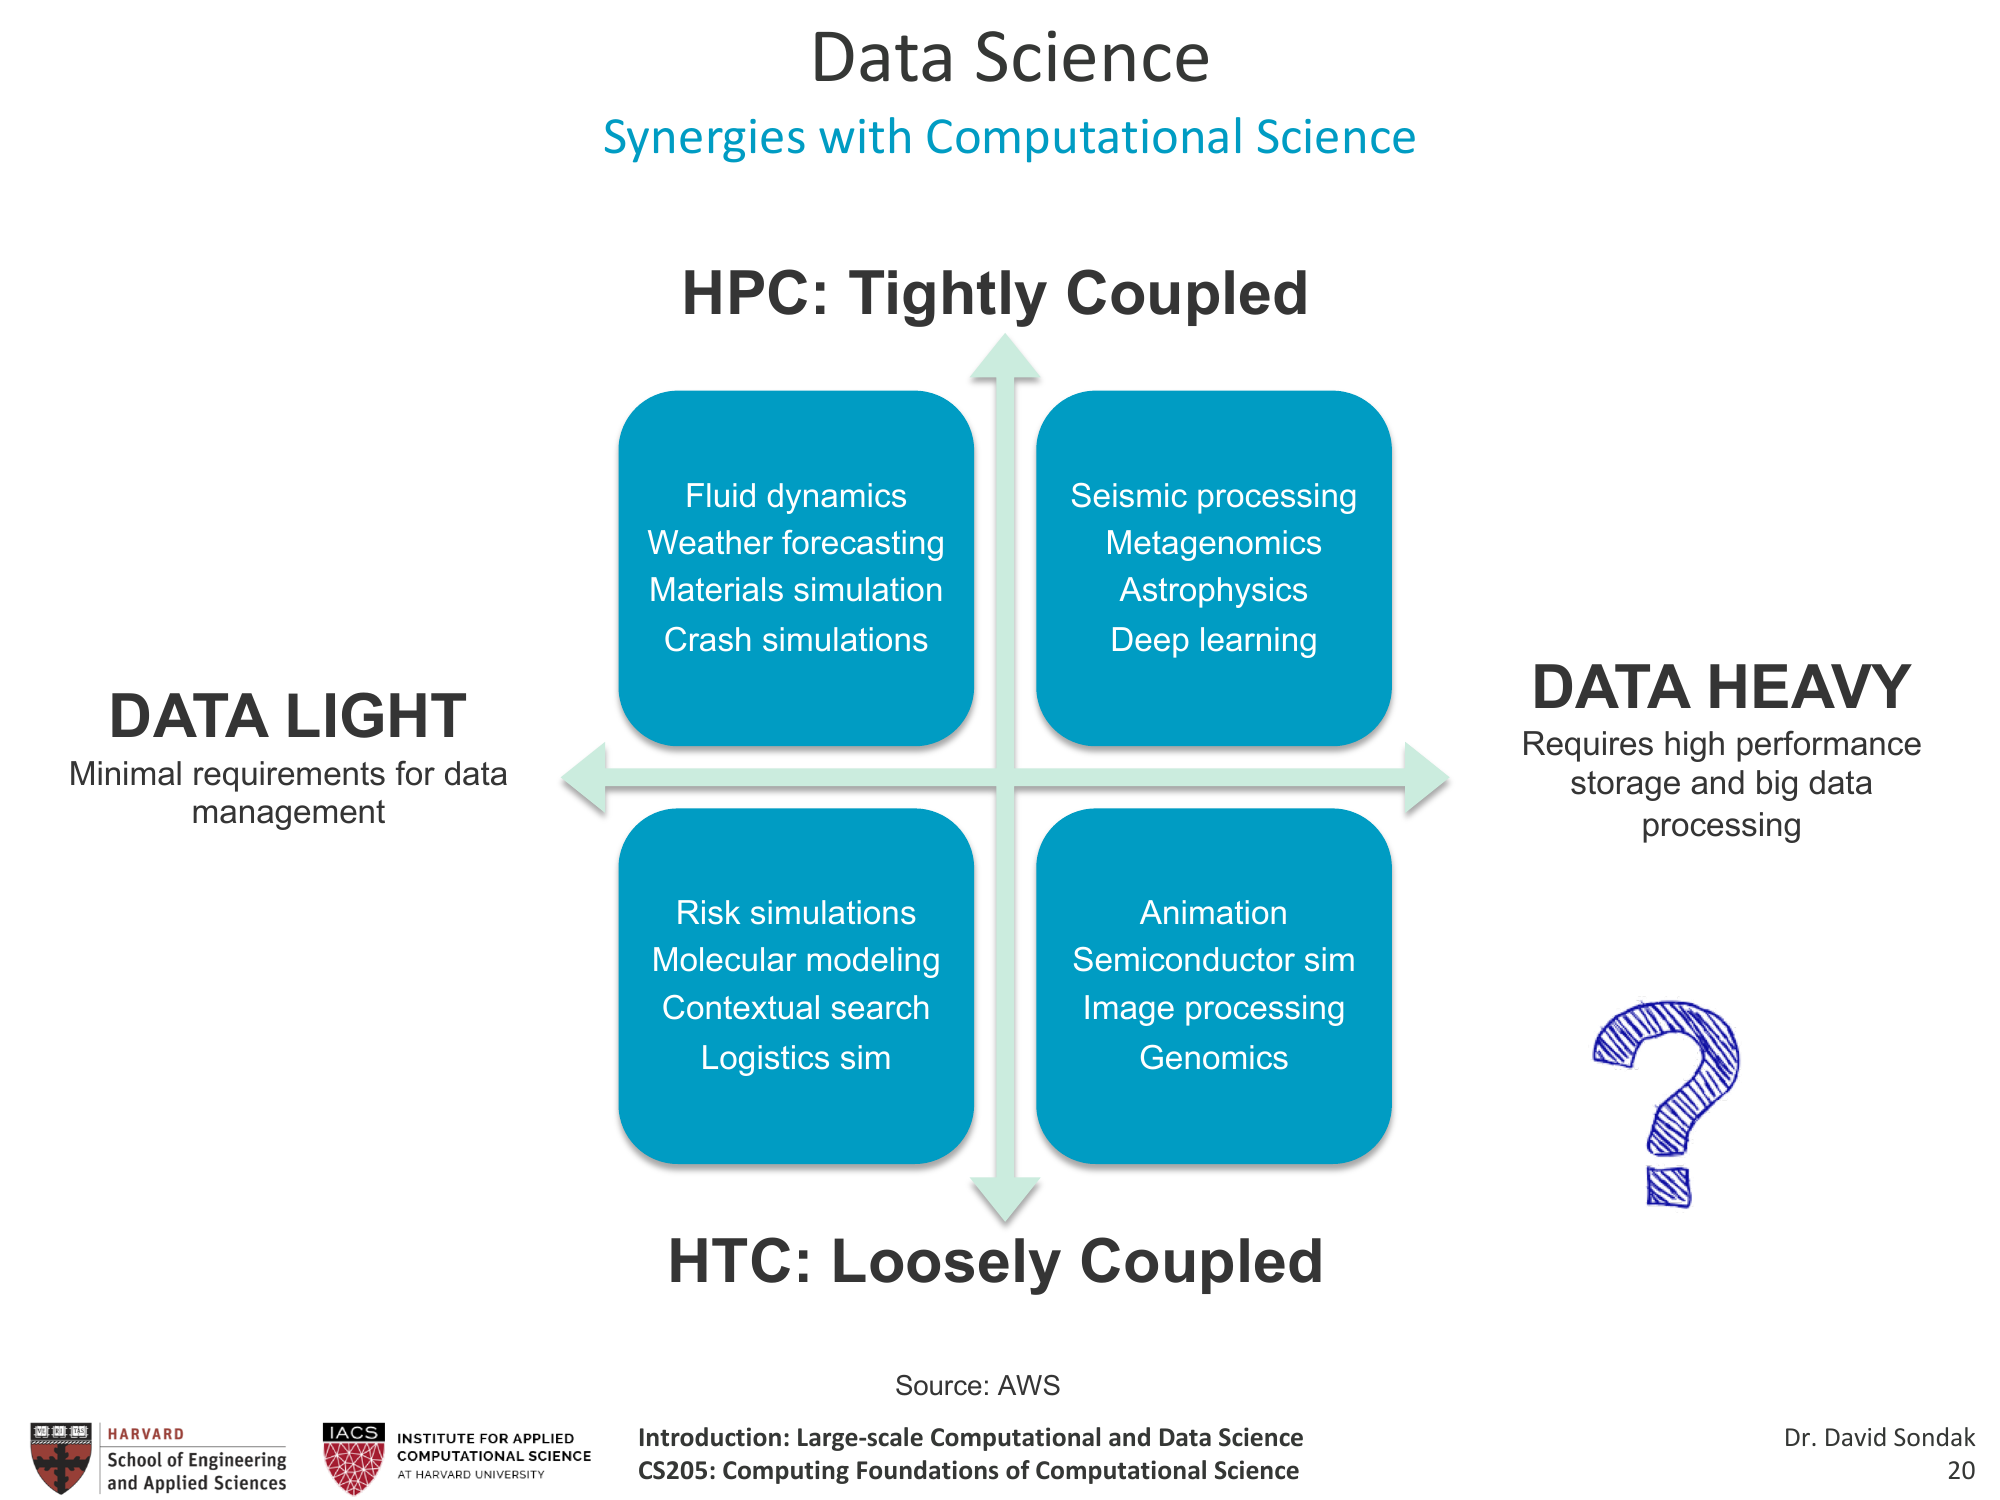 Data Science
Synergies with Computational Science
HPC: Tightly Coupled
Fluid dynamics
Weather forecasting
Materials simulation
Crash simulations
Seismic processing
Metagenomics
Astrophysics
Deep learning
DATA LIGHT
Minimal requirements for data
management
DATA HEAVY
Requires high performance
storage and big data
processing
Risk simulations
Molecular modeling
Contextual search
Logistics sim
Animation
Semiconductor sim
Image processing
Genomics
?
HTC: Loosely Coupled
Source: AWS
HARVARD
School of Engineering
and Applied Sciences
IACS
INSTITUTE FOR APPLIED
COMPUTATIONAL SCIENCE
AT HARVARD UNIVERSITY
Introduction: Large-scale Computational and Data Science
CS205: Computing Foundations of Computational Science
Dr. David Sondak
20